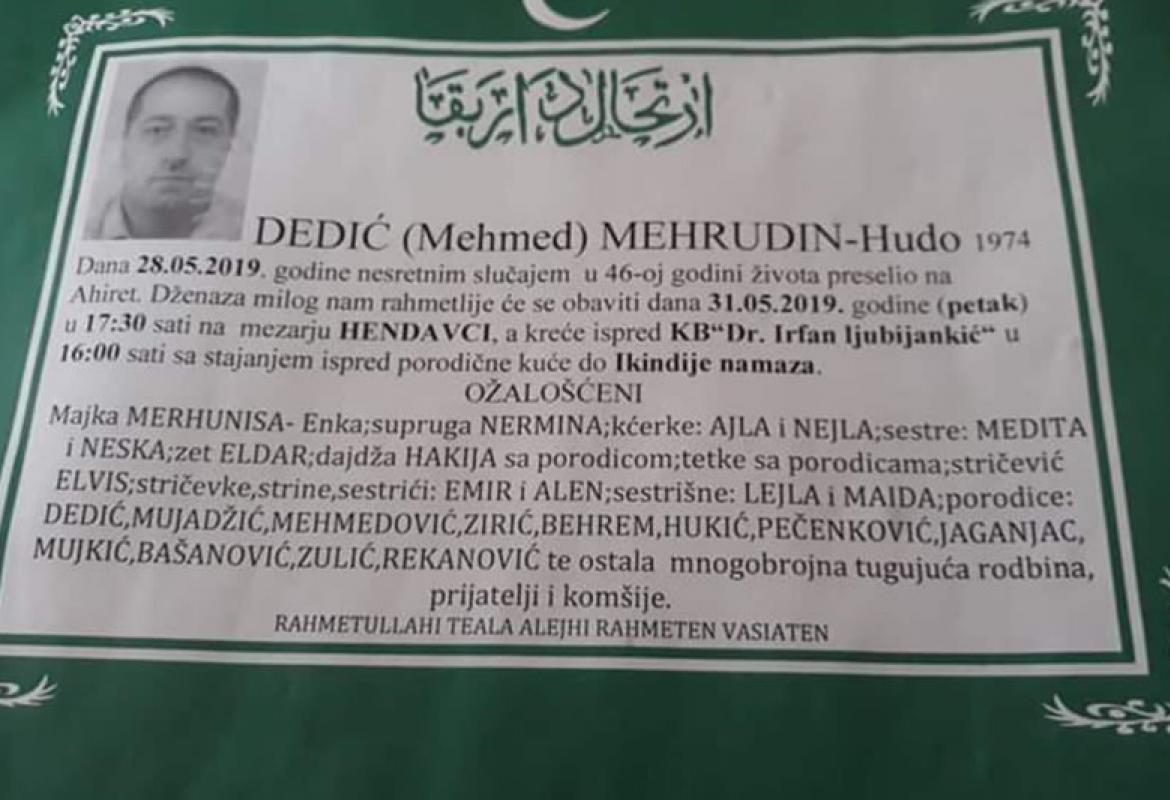 ارتحال دار بقا
DEDIĆ (Mehmed) MEHRUDIN-Hudo 1974
Dana 28.05.2019. godine nesretnim slučajem u 46-oj godini života preselio na
Ahiret. Dženaza milog nam rahmetlije će se obaviti dana 31.05.2019. godine (petak)
u 17:30 sati na mezarju HENDAVCI, a kreće ispred KB“Dr. Irfan ljubijankić“ u
16:00 sati sa stajanjem ispred porodične kuće do Ikindije namaza.
OŽALOŠĆENI
Majka MERHUNISA- Enka;supruga NERMINA;kćerke: AJLA i NEJLA;sestre: MEDITA
i NESKA;zet ELDAR;dajdža HAKIJA sa porodicom;tetke sa porodicama;stričević
ELVIS;stričevke,strine,sestrići: EMIR i ALEN;sestrišne: LEJLA i MAIDA;porodice:
DEDIĆ,MUJADŽIĆ,MEHMEDOVIĆ,ZIRIĆ,BEHREM,HUKIĆ,PEČENKOVIĆ,JAGANJAC,
MUJKIĆ,BAŠANOVIĆ,ZULIĆ,REKANOVIĆ te ostala mnogobrojna tugujuća rodbina,
prijatelji i komšije.
RAHMETULLAHI TEALA ALEJHI RAHMETEN VASIATEN